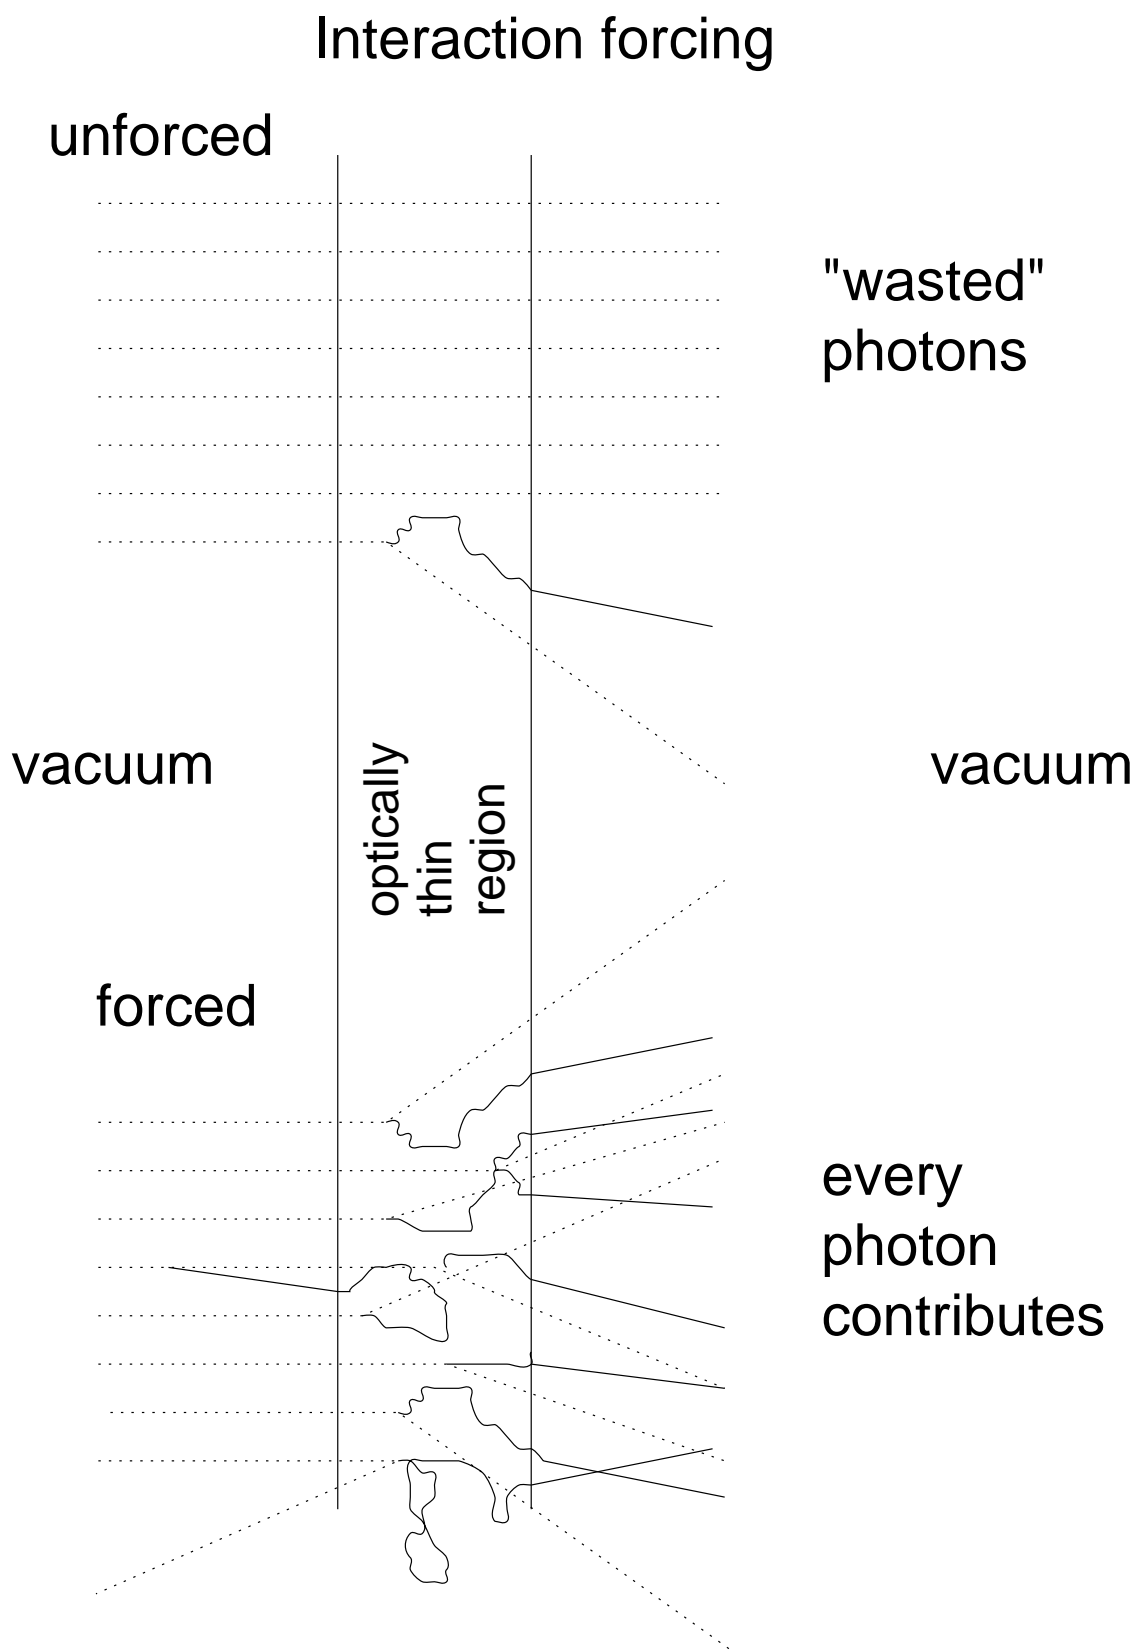 Interaction forcing
unforced
"wasted"
photons
vacuum
optically
thin
region
vacuum
forced
every
photon
contributes